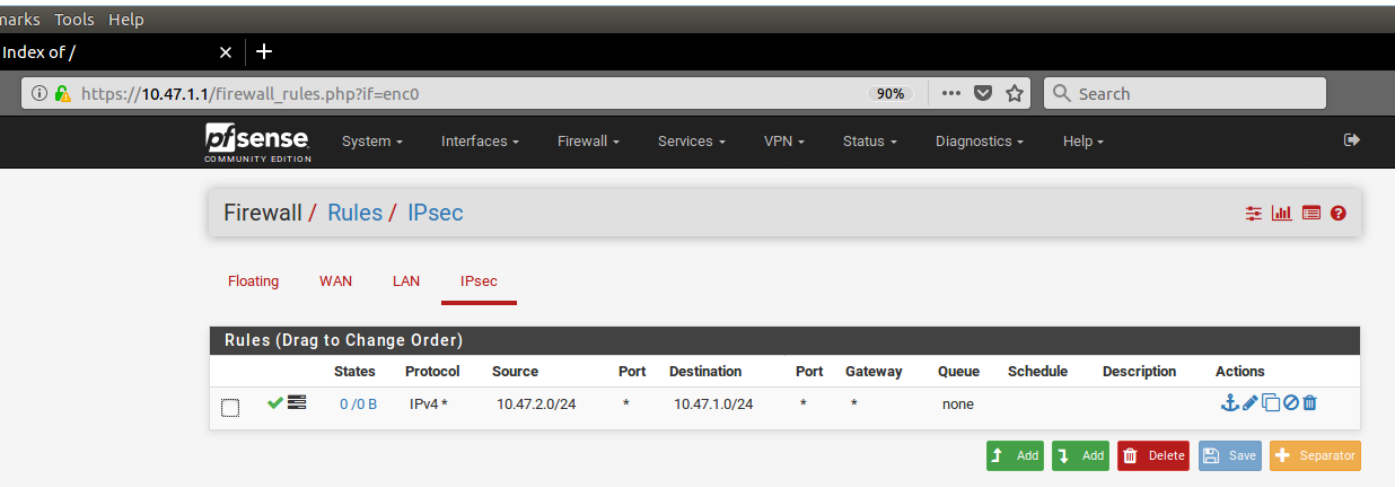 marks Tools Help
Index of / × +
https://10.47.1.1/firewall_rules.php?if=enc0 90% ••• Search
pfsense System Interfaces Firewall Services VPN Status Diagnostics Help
COMMUNITY EDITION
Firewall / Rules / IPsec
Floating WAN LAN IPsec
Rules (Drag to Change Order)
States Protocol Source Port Destination Port Gateway Queue Schedule Description Actions
0 /0 B IPv4 * 10.47.2.0/24 * 10.47.1.0/24 * * none
Add Add Delete Save Separator